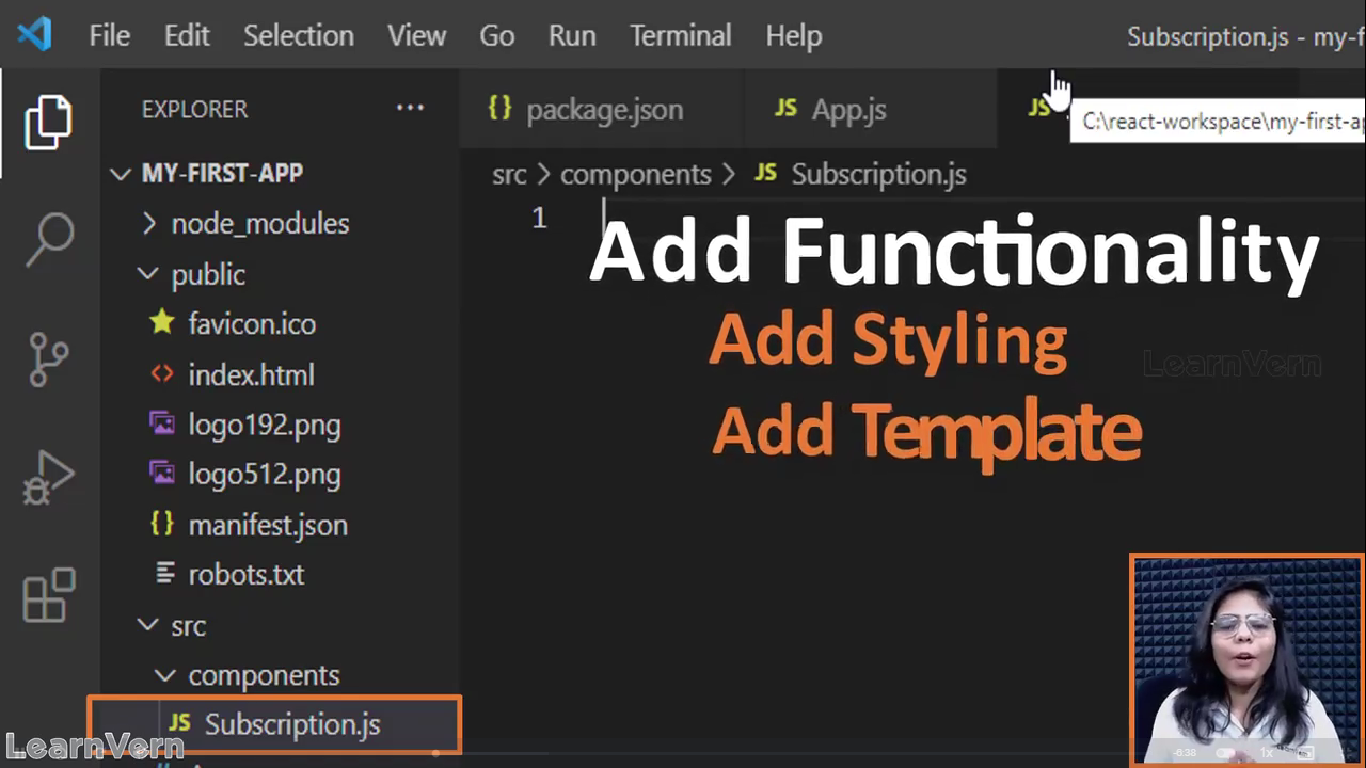 File Edit Selection View Go Run Terminal Help Subscription.js - my-f
EXPLORER ...
package.json App.js JS
C:\react-workspace\my-first-ap
MY-FIRST-APP
src > components > JS Subscription.js
node_modules
1
Add Functionality
public
favicon.ico
Add Styling
LearnVern
index.html
logo192.png
Add Template
logo512.png
manifest.json
robots.txt
src
components
JS Subscription.js
LearnVern
-6:38 1x